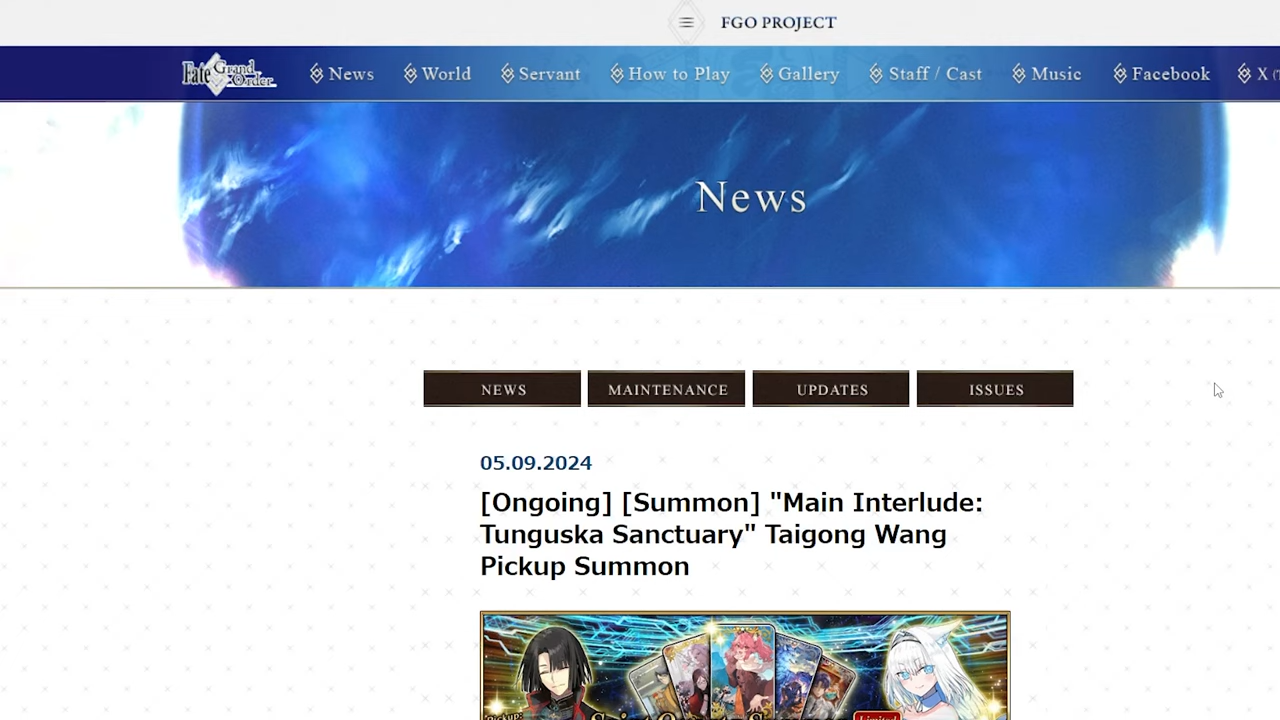 FGO PROJECT
Fate Grand Order
News
World
Servant
How to Play
Gallery
Staff / Cast
Music
Facebook
X
News
NEWS
MAINTENANCE
UPDATES
ISSUES
05.09.2024
[Ongoing] [Summon] "Main Interlude:
Tunguska Sanctuary" Taigong Wang
Pickup Summon
Limited